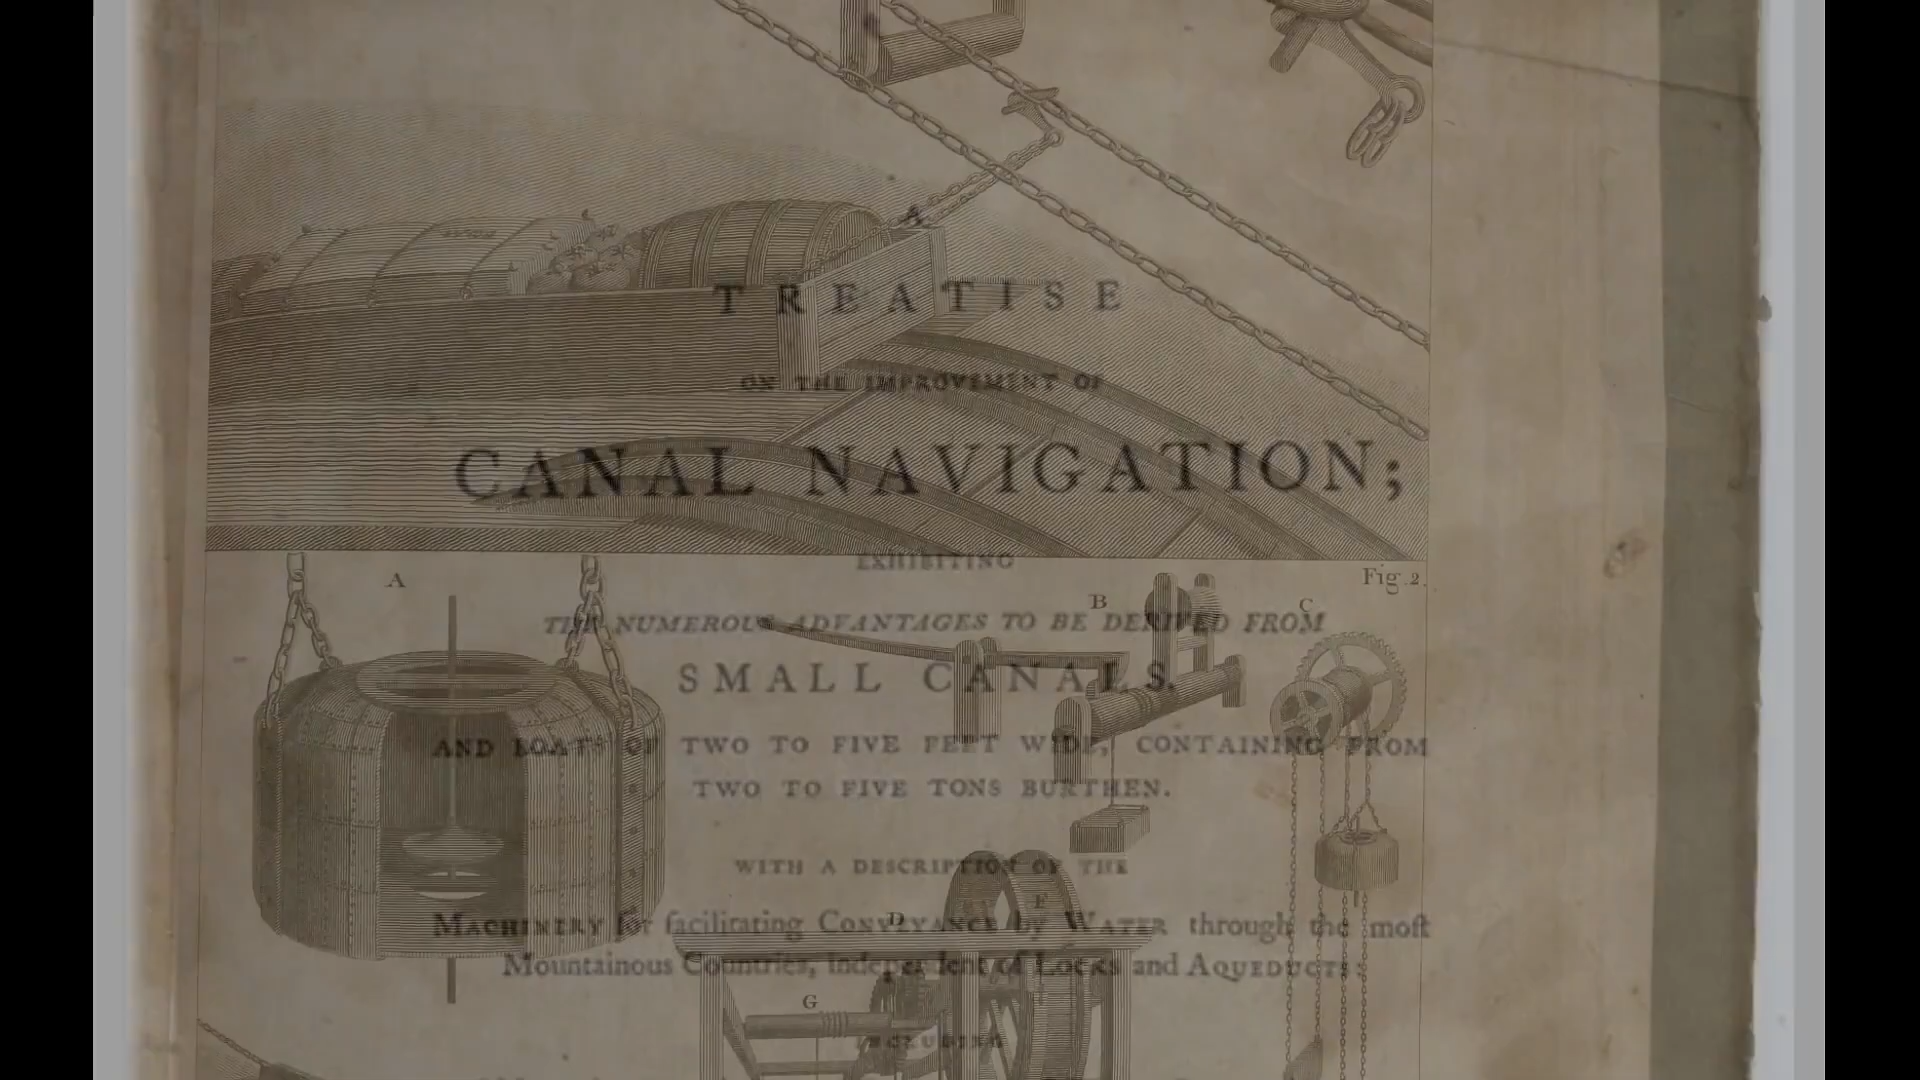 A
TREATISE
ON THE IMPROVEMENT OF
CANAL NAVIGATION;
EXHIBITING
Fig. 2.
A
B
C
THE NUMEROUS ADVANTAGES TO BE DERIVED FROM
SMALL CANALS.
AND BOATS OF TWO TO FIVE FEET WIDE, CONTAINING FROM
TWO TO FIVE TONS BURTHEN.
WITH A DESCRIPTION OF THE
F
D
MACHINERY for facilitating CONVEYANCE by WATER through the moſt
Mountainous Countries, independent of LOCKS and AQUEDUCTS:
G
INCLUDING